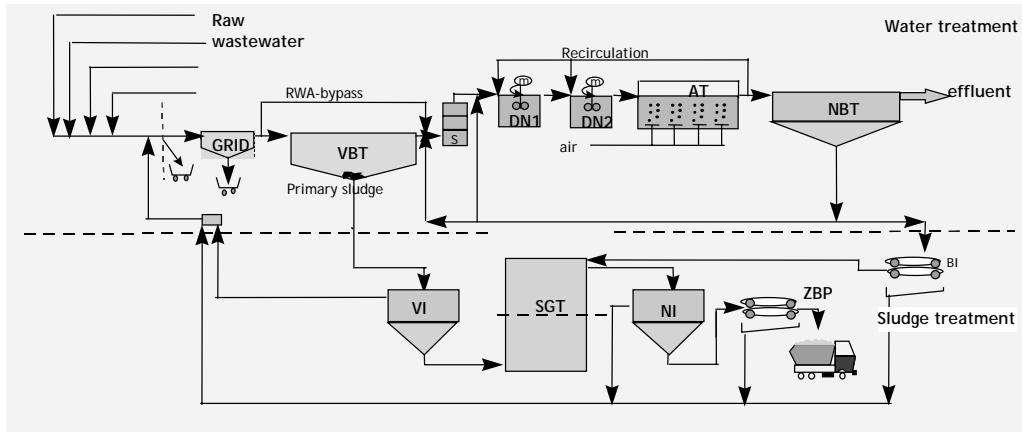 Raw
wastewater
Water treatment
Recirculation
RWA-bypass
m
m
AT
effluent
DN1
DN2
NBT
GRID
VBT
S
air
Primary sludge
BI
VI
SGT
NI
ZBP
Sludge treatment